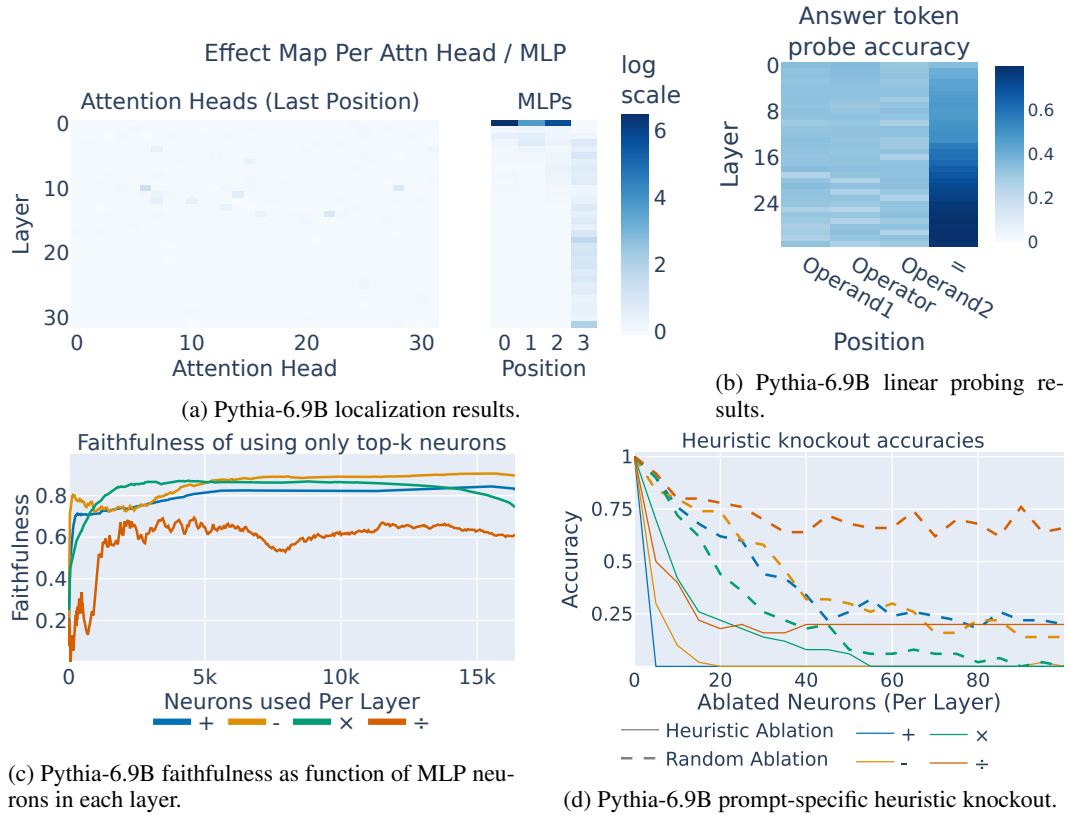 Effect Map Per Attn Head / MLP
Attention Heads (Last Position)
MLPs
log
scale
0
10
20
30
Layer
0
10
20
30
Attention Head
0 1 2 3
Position
6
4
2
0
(a) Pythia-6.9B localization results.
Answer token
probe accuracy
0
8
16
24
Layer
Operand1
Operator
Operand2
=
Position
0.6
0.4
0.2
0
(b) Pythia-6.9B linear probing re-
sults.
Faithfulness of using only top-k neurons
0.8
0.6
0.4
0.2
Faithfulness
0
5k
10k
15k
Neurons used Per Layer
+ - × ÷
(c) Pythia-6.9B faithfulness as function of MLP neu-
rons in each layer.
Heuristic knockout accuracies
1
0.75
0.5
0.25
Accuracy
0
20
40
60
80
Ablated Neurons (Per Layer)
Heuristic Ablation
Random Ablation
+ ×
- ÷
(d) Pythia-6.9B prompt-specific heuristic knockout.